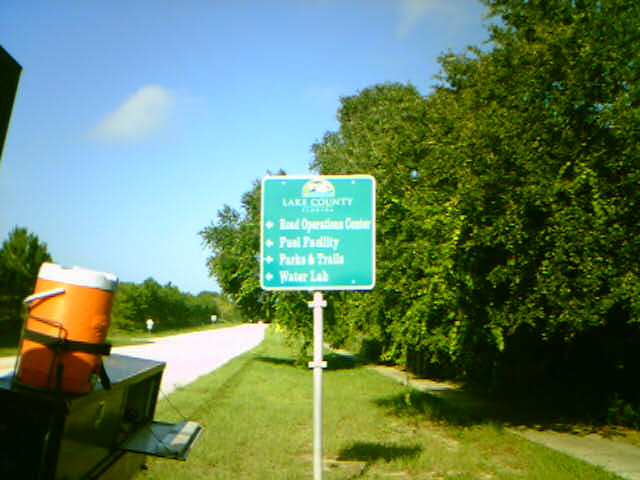 LAKE COUNTY
FLORIDA
← Road Operations Center
← Fuel Facility
← Parks & Trails
← Water Lab